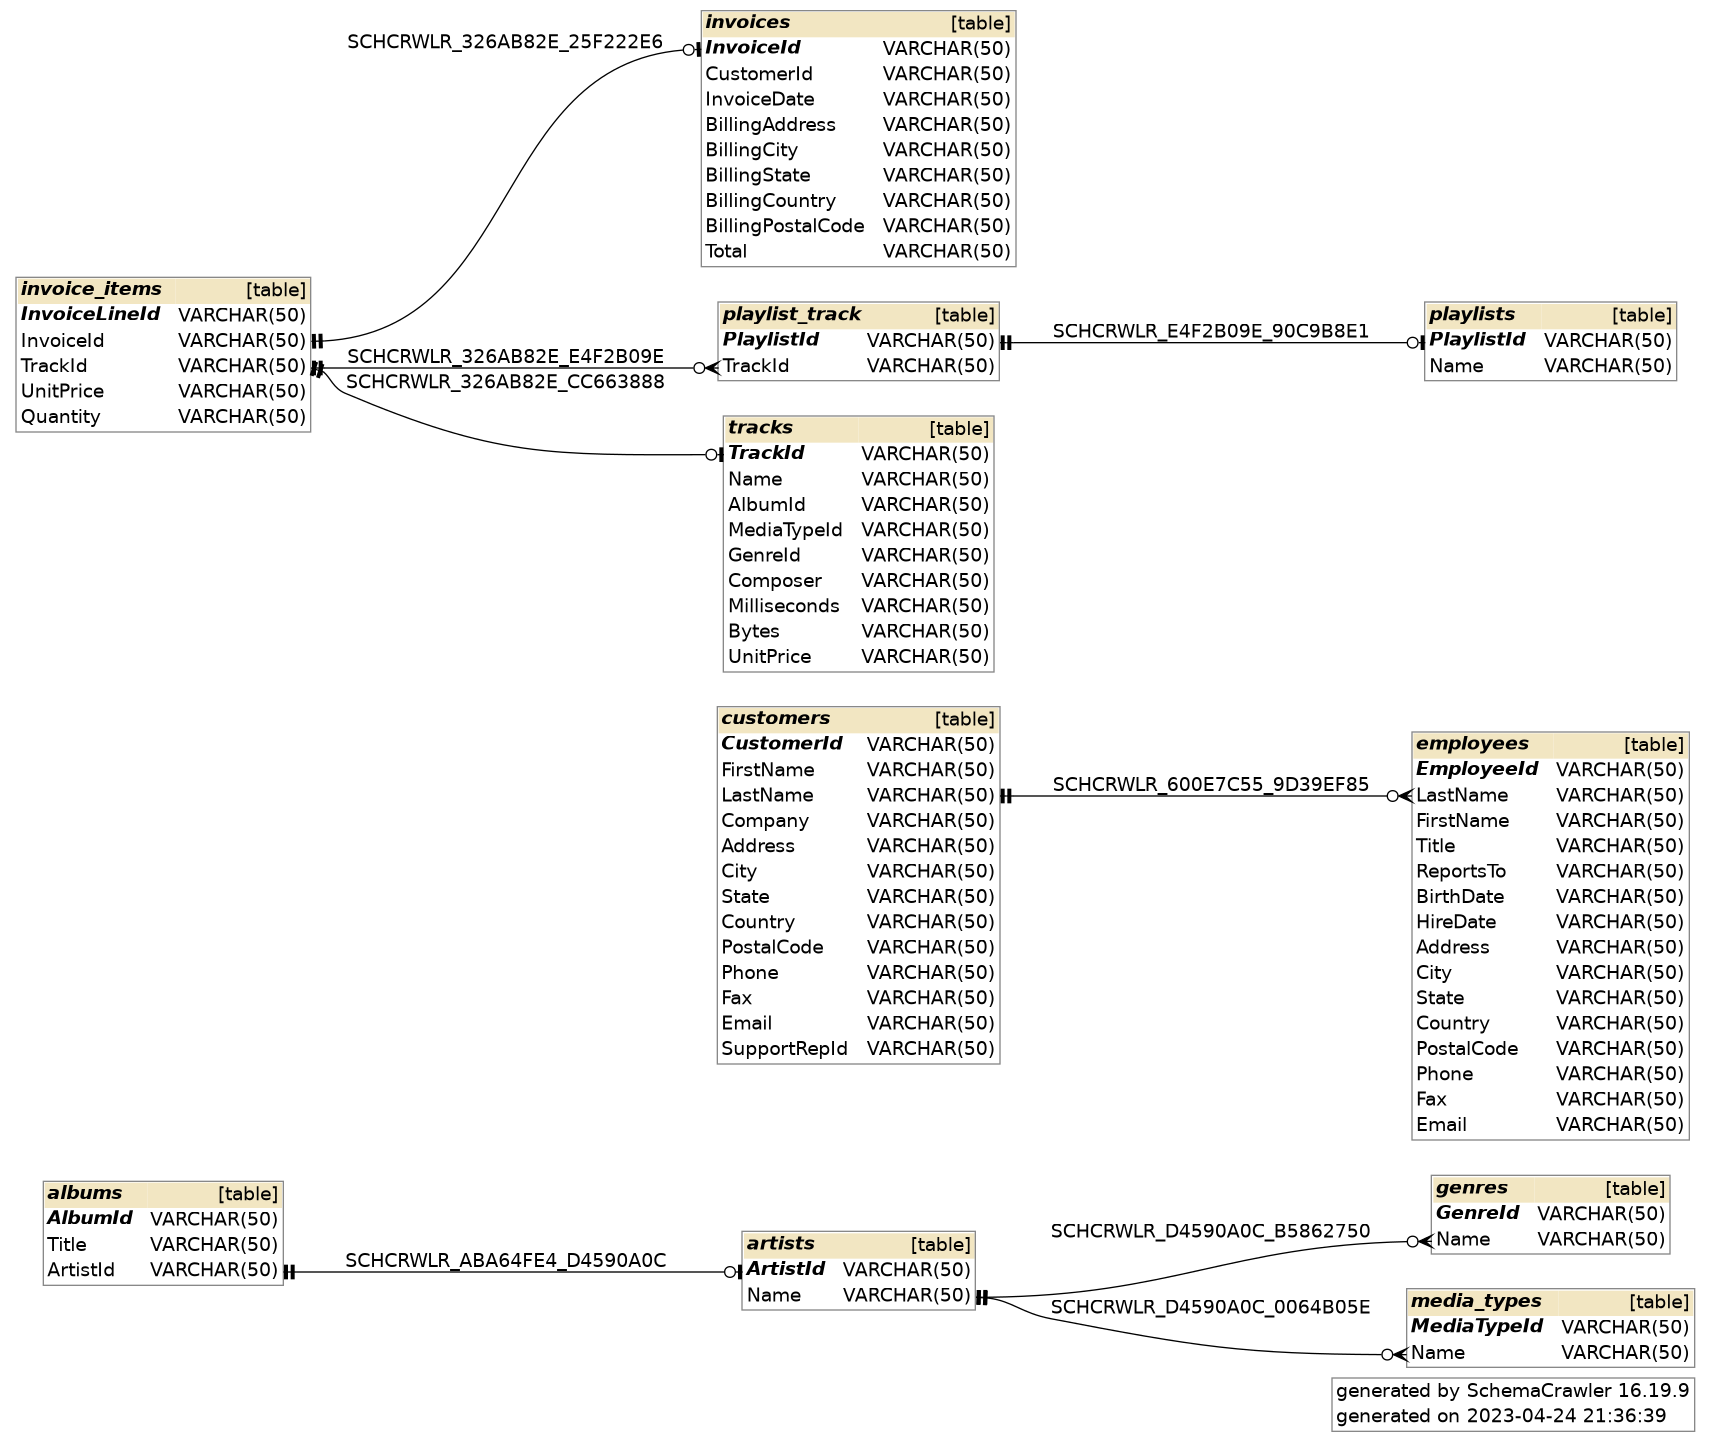 invoices [table]
InvoiceId VARCHAR(50)
CustomerId VARCHAR(50)
InvoiceDate VARCHAR(50)
BillingAddress VARCHAR(50)
BillingCity VARCHAR(50)
BillingState VARCHAR(50)
BillingCountry VARCHAR(50)
BillingPostalCode VARCHAR(50)
Total VARCHAR(50)
SCHCRWLR_326AB82E_25F222E6
invoice_items [table]
InvoiceLineId VARCHAR(50)
InvoiceId VARCHAR(50)
TrackId VARCHAR(50)
UnitPrice VARCHAR(50)
Quantity VARCHAR(50)
SCHCRWLR_326AB82E_E4F2B09E
SCHCRWLR_326AB82E_CC663888
playlist_track [table]
PlaylistId VARCHAR(50)
TrackId VARCHAR(50)
SCHCRWLR_E4F2B09E_90C9B8E1
playlists [table]
PlaylistId VARCHAR(50)
Name VARCHAR(50)
tracks [table]
TrackId VARCHAR(50)
Name VARCHAR(50)
AlbumId VARCHAR(50)
MediaTypeId VARCHAR(50)
GenreId VARCHAR(50)
Composer VARCHAR(50)
Milliseconds VARCHAR(50)
Bytes VARCHAR(50)
UnitPrice VARCHAR(50)
customers [table]
CustomerId VARCHAR(50)
FirstName VARCHAR(50)
LastName VARCHAR(50)
Company VARCHAR(50)
Address VARCHAR(50)
City VARCHAR(50)
State VARCHAR(50)
Country VARCHAR(50)
PostalCode VARCHAR(50)
Phone VARCHAR(50)
Fax VARCHAR(50)
Email VARCHAR(50)
SupportRepId VARCHAR(50)
SCHCRWLR_600E7C55_9D39EF85
employees [table]
EmployeeId VARCHAR(50)
LastName VARCHAR(50)
FirstName VARCHAR(50)
Title VARCHAR(50)
ReportsTo VARCHAR(50)
BirthDate VARCHAR(50)
HireDate VARCHAR(50)
Address VARCHAR(50)
City VARCHAR(50)
State VARCHAR(50)
Country VARCHAR(50)
PostalCode VARCHAR(50)
Phone VARCHAR(50)
Fax VARCHAR(50)
Email VARCHAR(50)
albums [table]
AlbumId VARCHAR(50)
Title VARCHAR(50)
ArtistId VARCHAR(50)
SCHCRWLR_ABA64FE4_D4590A0C
artists [table]
ArtistId VARCHAR(50)
Name VARCHAR(50)
SCHCRWLR_D4590A0C_B5862750
SCHCRWLR_D4590A0C_0064B05E
genres [table]
GenreId VARCHAR(50)
Name VARCHAR(50)
media_types [table]
MediaTypeId VARCHAR(50)
Name VARCHAR(50)
generated by SchemaCrawler 16.19.9
generated on 2023-04-24 21:36:39